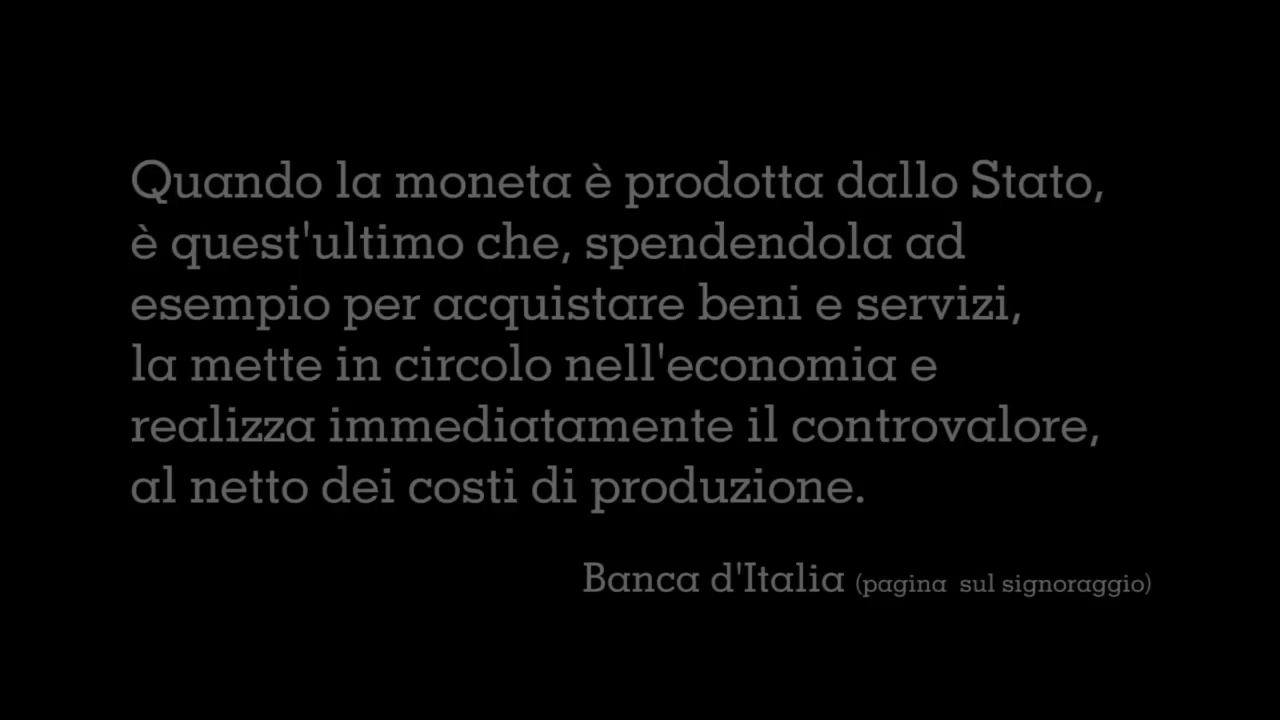 Quando la moneta è prodotta dallo Stato,
è quest'ultimo che, spendendola ad
esempio per acquistare beni e servizi,
la mette in circolo nell'economia e
realizza immediatamente il controvalore,
al netto dei costi di produzione.
Banca d'Italia (pagina sul signoraggio)